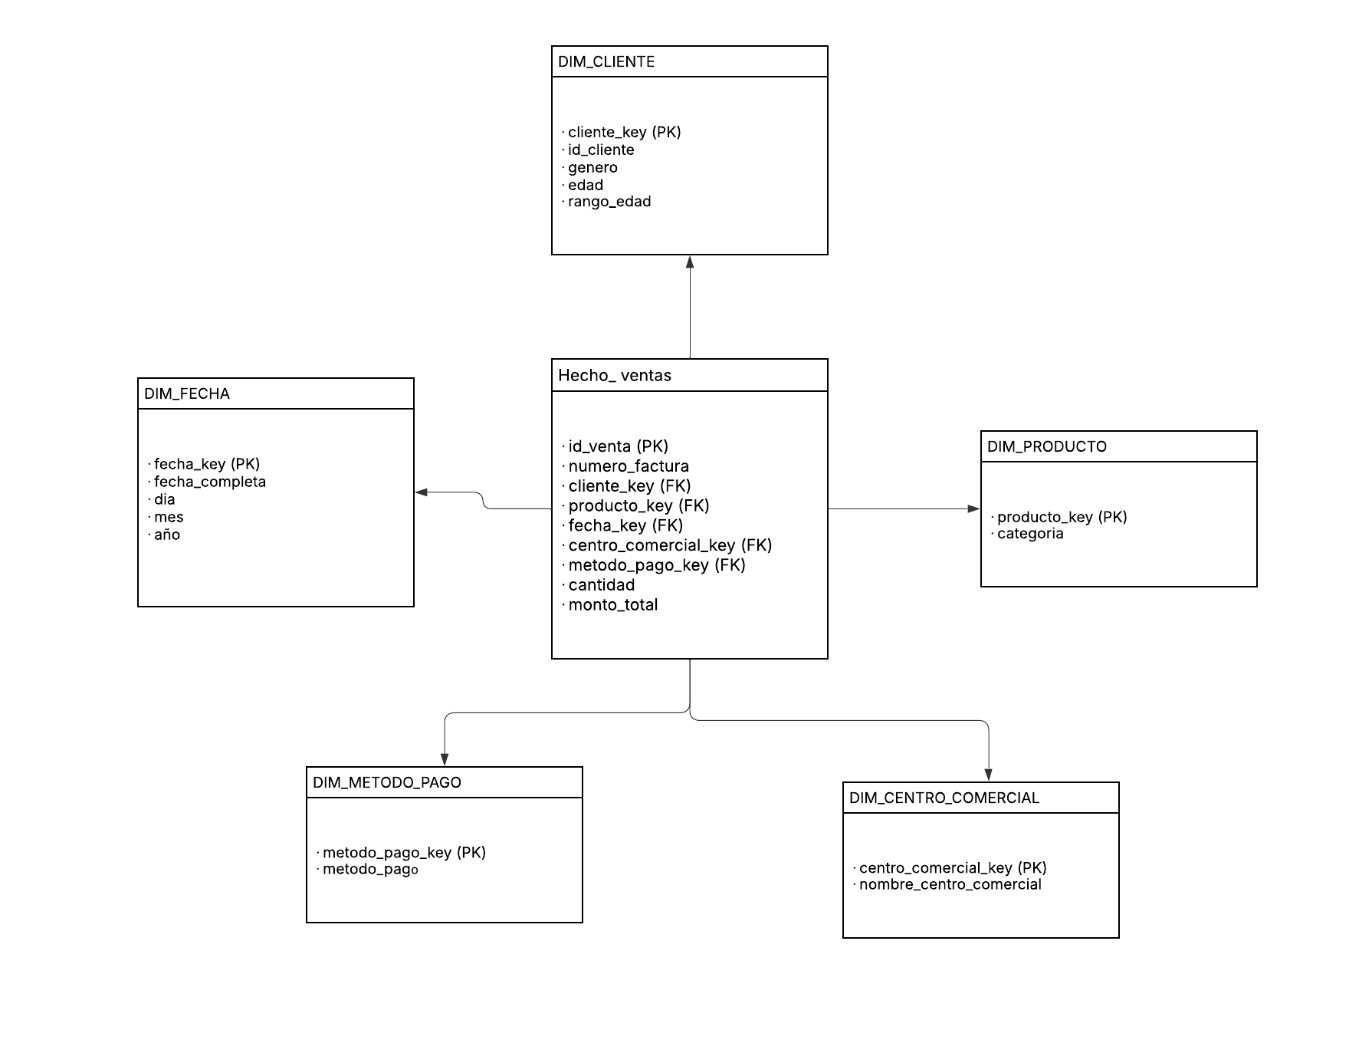 DIM_CLIENTE
· cliente_key (PK)
· id_cliente
· genero
· edad
· rango_edad
DIM_FECHA
· fecha_key (PK)
· fecha_completa
· dia
· mes
· año
Hecho_ ventas
· id_venta (PK)
· numero_factura
· cliente_key (FK)
· producto_key (FK)
· fecha_key (FK)
· centro_comercial_key (FK)
· metodo_pago_key (FK)
· cantidad
· monto_total
DIM_PRODUCTO
· producto_key (PK)
· categoria
DIM_METODO_PAGO
· metodo_pago_key (PK)
· metodo_pago
DIM_CENTRO_COMERCIAL
· centro_comercial_key (PK)
· nombre_centro_comercial